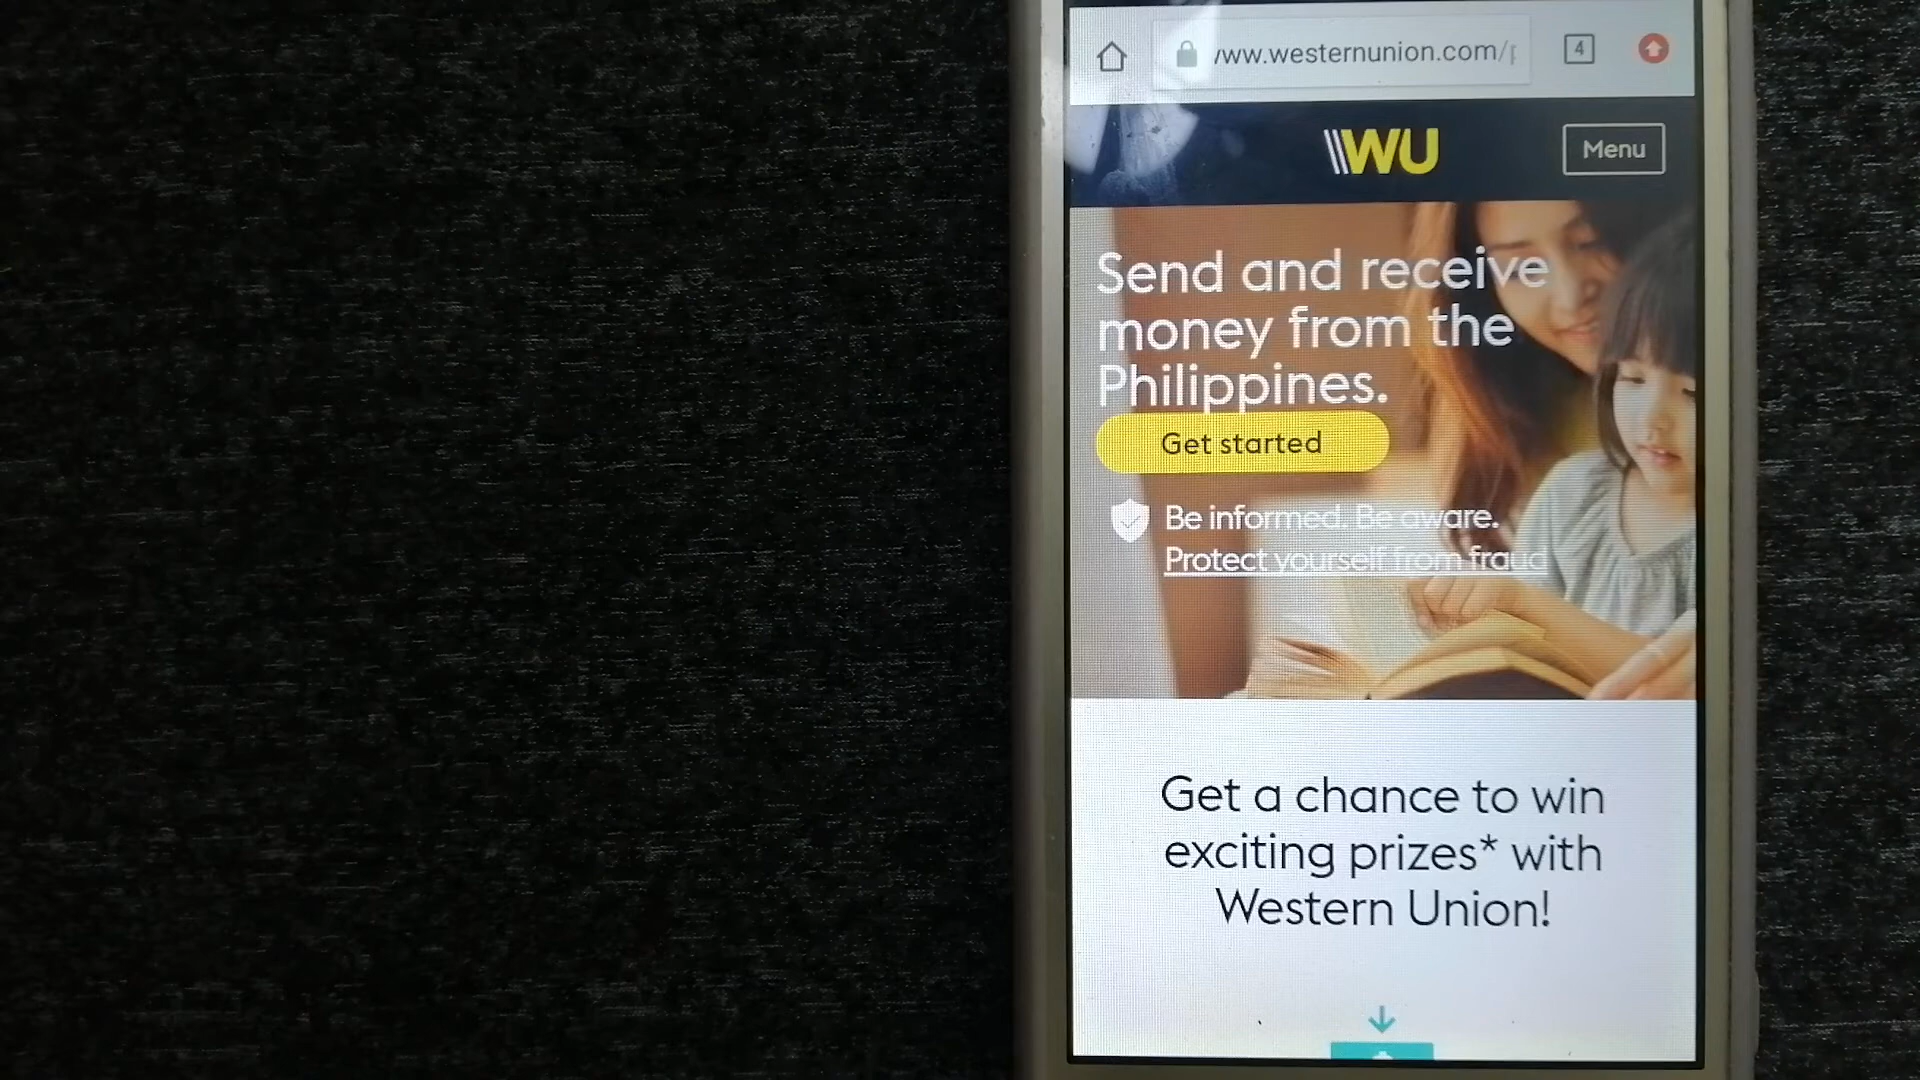 www.westernunion.com/
4
WU
Menu
Send and receive
money from the
Philippines.
Get started
Be informed. Be aware.
Protect yourself from fraud
Get a chance to win
exciting prizes* with
Western Union!